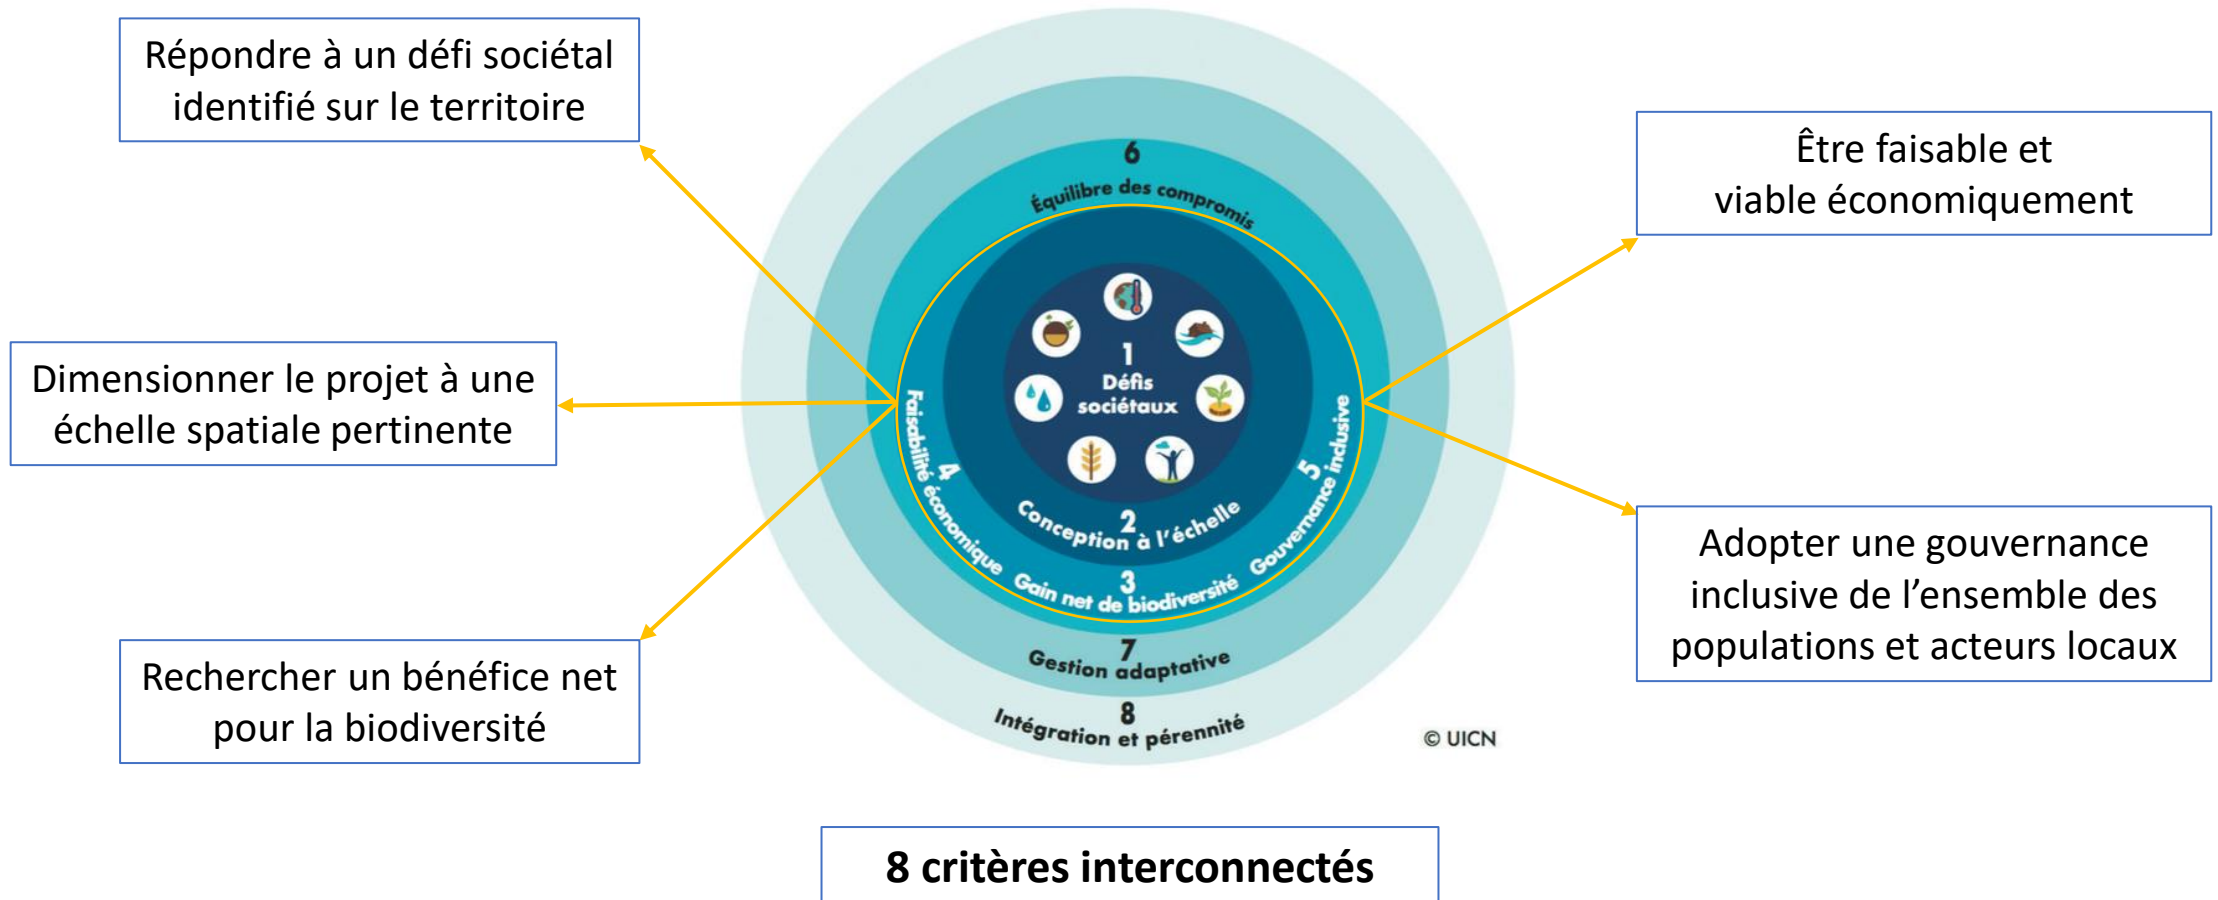 Répondre à un défi sociétal
identifié sur le territoire
Dimensionner le projet à une
échelle spatiale pertinente
Rechercher un bénéfice net
pour la biodiversité
6
Équilibre des compromis
1
Défis
sociétaux
2
Conception à l'échelle
4
Faisabilité économique
3
Gain net de biodiversité
5
Gouvernance inclusive
7
Gestion adaptative
8
Intégration et pérennité
© UICN
Être faisable et
viable économiquement
Adopter une gouvernance
inclusive de l’ensemble des
populations et acteurs locaux
8 critères interconnectés